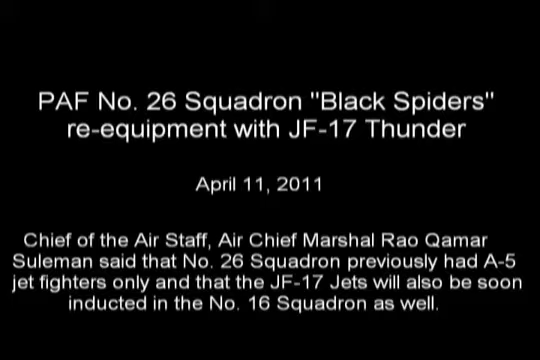 PAF No. 26 Squadron "Black Spiders"
re-equipment with JF-17 Thunder
April 11, 2011
Chief of the Air Staff, Air Chief Marshal Rao Qamar
Suleman said that No. 26 Squadron previously had A-5
jet fighters only and that the JF-17 Jets will also be soon
inducted in the No. 16 Squadron as well.